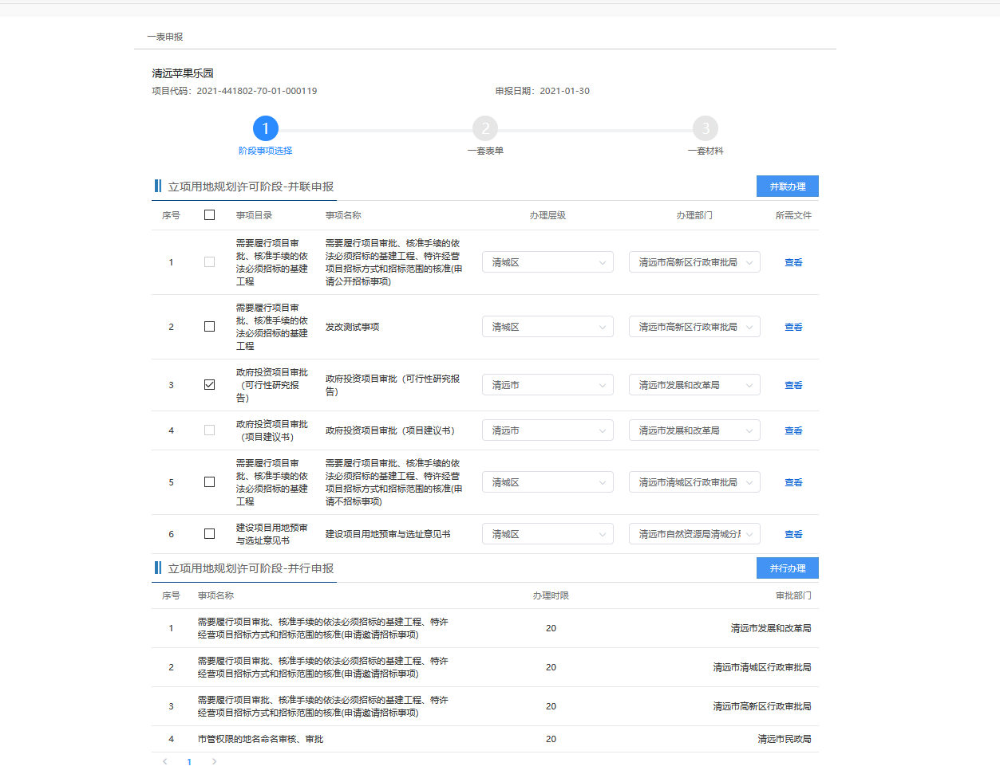 一表申报
清远苹果乐园
项目代码：2021-441802-70-01-000119 申报日期：2021-01-30
1 2 3
阶段事项选择 一套表单 一套材料
立项用地规划许可阶段-并联申报 并联办理
序号 事项目录 事项名称 办理层级 办理部门 所需文件
需要履行项目审 需要履行项目审批、核准手续的依
批、核准手续的依 法必须招标的基建工程、特许经营
1 清城区 清远市高新区行政审批局 查看
法必须招标的基建 项目招标方式和招标范围的核准(申
工程 请公开招标事项)
需要履行项目审
批、核准手续的依
2 发改测试事项 清城区 清远市高新区行政审批局 查看
法必须招标的基建
工程
政府投资项目审批 政府投资项目审批（可行性研究报
3 （可行性研究报 清远市 清远市发展和改革局 查看
告） 告）
政府投资项目审批
4 政府投资项目审批（项目建议书） 清远市 清远市发展和改革局 查看
（项目建议书）
需要履行项目审 需要履行项目审批、核准手续的依
批、核准手续的依 法必须招标的基建工程、特许经营
5 清城区 清远市清城区行政审批局 查看
法必须招标的基建 项目招标方式和招标范围的核准(申
工程 请不招标事项)
建设项目用地预审
6 建设项目用地预审与选址意见书 清城区 清远市自然资源局清城分 查看
与选址意见书
立项用地规划许可阶段-并行申报 并行办理
序号 事项名称 办理时限 审批部门
需要履行项目审批、核准手续的依法必须招标的基建工程、特许
1 20 清远市发展和改革局
经营项目招标方式和招标范围的核准(申请邀请招标事项)
需要履行项目审批、核准手续的依法必须招标的基建工程、特许
2 20 清远市清城区行政审批局
经营项目招标方式和招标范围的核准(申请邀请招标事项)
需要履行项目审批、核准手续的依法必须招标的基建工程、特许
3 20 清远市高新区行政审批局
经营项目招标方式和招标范围的核准(申请邀请招标事项)
4 市管权限的地名命名审核、审批 20 清远市民政局
< 1 >